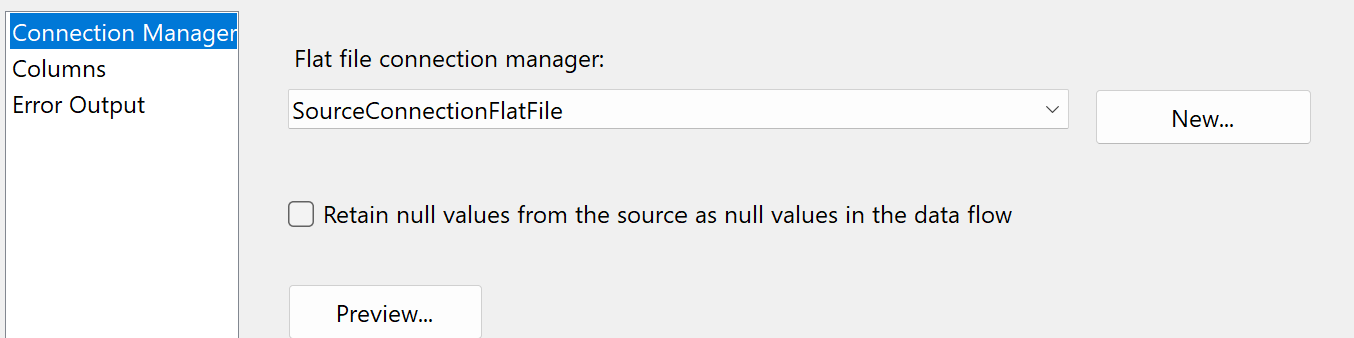 Connection Manager
Columns
Error Output
Flat file connection manager:
SourceConnectionFlatFile
New...
Retain null values from the source as null values in the data flow
Preview...